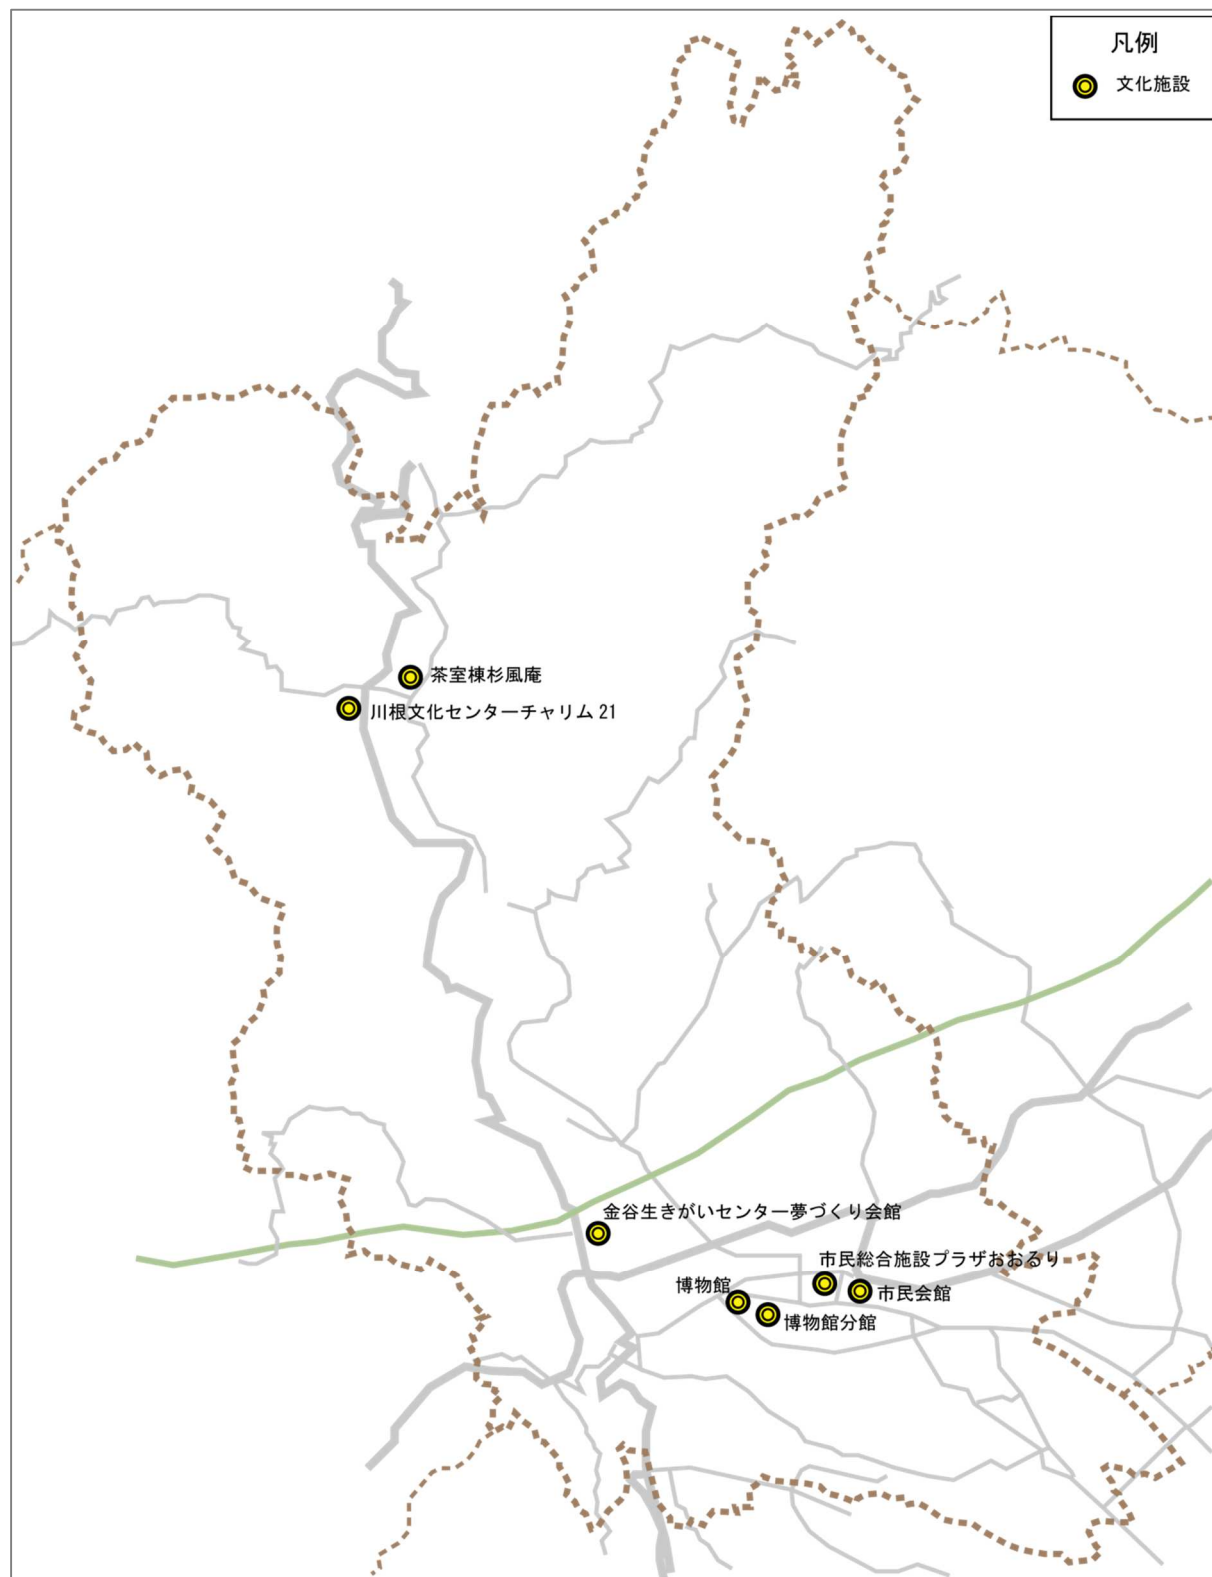 凡例
文化施設
茶室棟杉風庵
川根文化センターチャリム21
金谷生きがいセンター夢づくり会館
市民総合施設プラザおおるり
博物館
市民会館
博物館分館